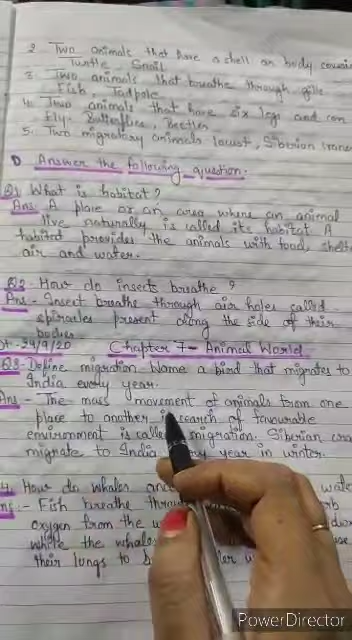 2. Two animals that have a shell on body
Turtle, Snail
3. Two animals that breathe through gills
Fish, Tadpole
4. Two animals that have six legs and can
Fly. Butterflies, Beetles
5. Two migratory animals locust, Siberian
D Answer the following question.
Q1 What is habitat?
Ans: A place or an area where an animal
live naturally is called its habitat. A
habitat provides the animals with food,
air and water.
Q2 How do insects breathe?
Ans- Insect breathe through air holes called
spiracles present along the side of their
bodies.
Dt-24/9/20 Chapter 7- Animal World
Q3- Define migration. Name a bird that migrates to
India every year.
Ans- The mass movement of animals from one
place to another in search of favourable
environment is called migration. Siberian
migrate to India every year in winter.
4. How do whales
Fish breathe
oxygen from the
while the whales
their lungs to
PowerDirector